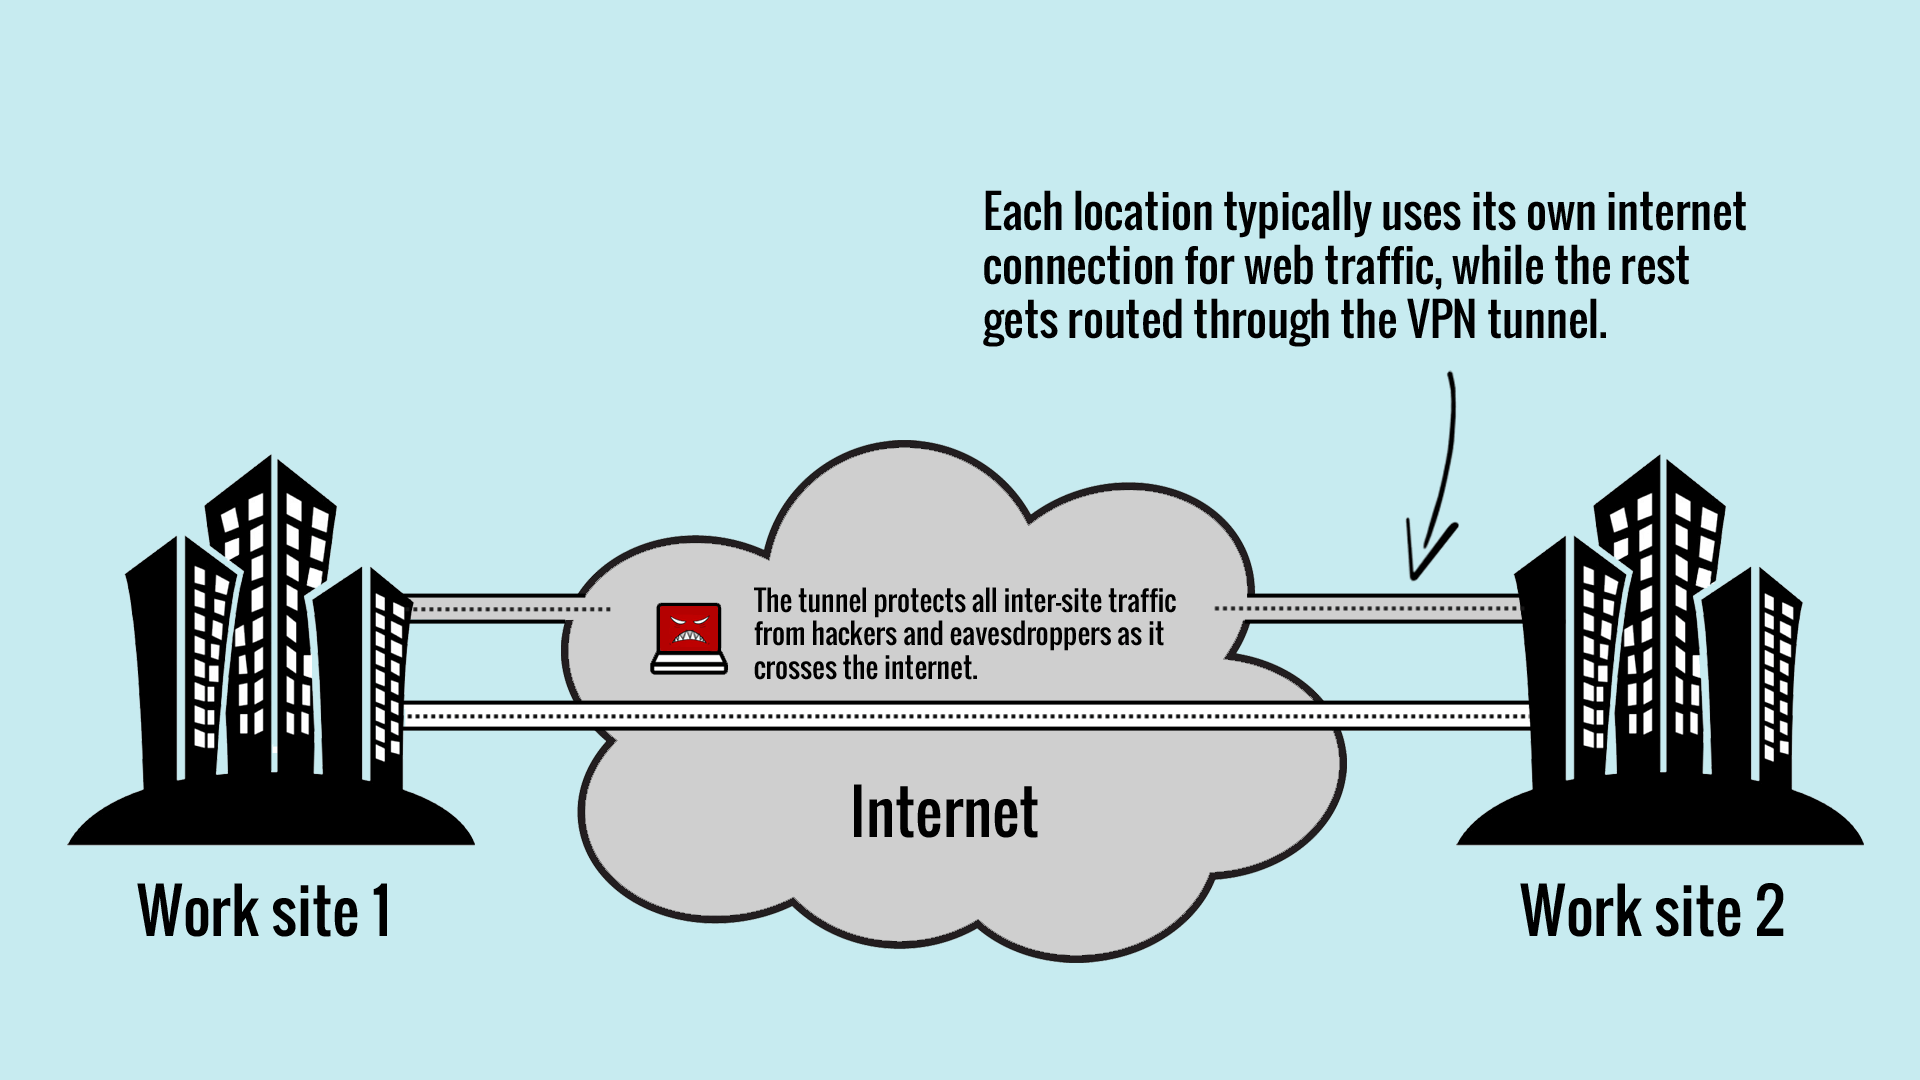 Each location typically uses its own internet
connection for web traffic, while the rest
gets routed through the VPN tunnel.
The tunnel protects all inter-site traffic
from hackers and eavesdroppers as it
crosses the internet.
Internet
Work site 1
Work site 2